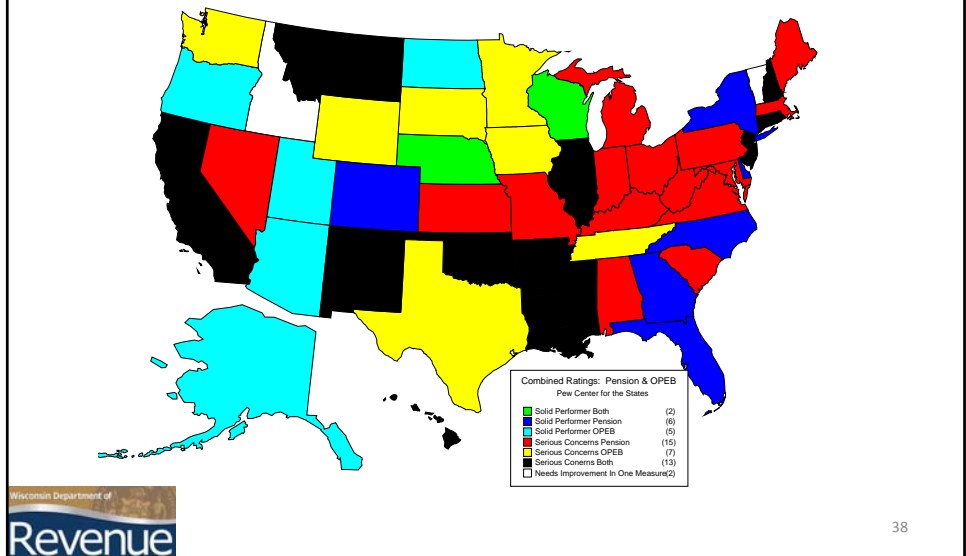 Combined Ratings: Pension & OPEB
Pew Center for the States
Solid Performer Both (2)
Solid Performer Pension (6)
Solid Performer OPEB (5)
Serious Concerns Pension (15)
Serious Concerns OPEB (7)
Serious Conerns Both (13)
Needs Improvement In One Measure(2)
Wisconsin Department of
Revenue
38